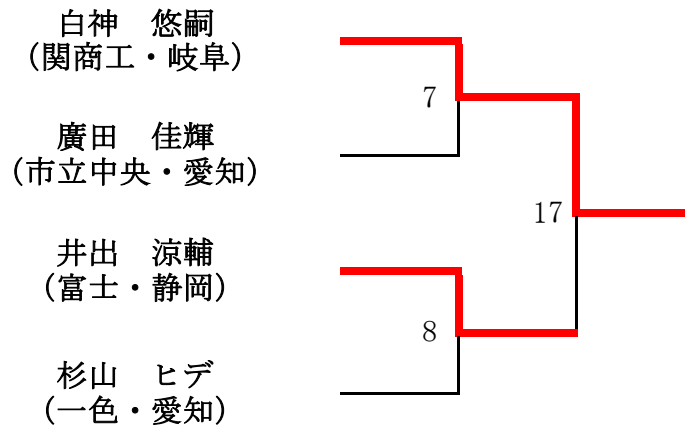 白神　悠嗣
（関商工・岐阜）
7
廣田　佳輝
（市立中央・愛知）
17
井出　涼輔
（富士・静岡）
8
杉山　ヒデ
（一色・愛知）